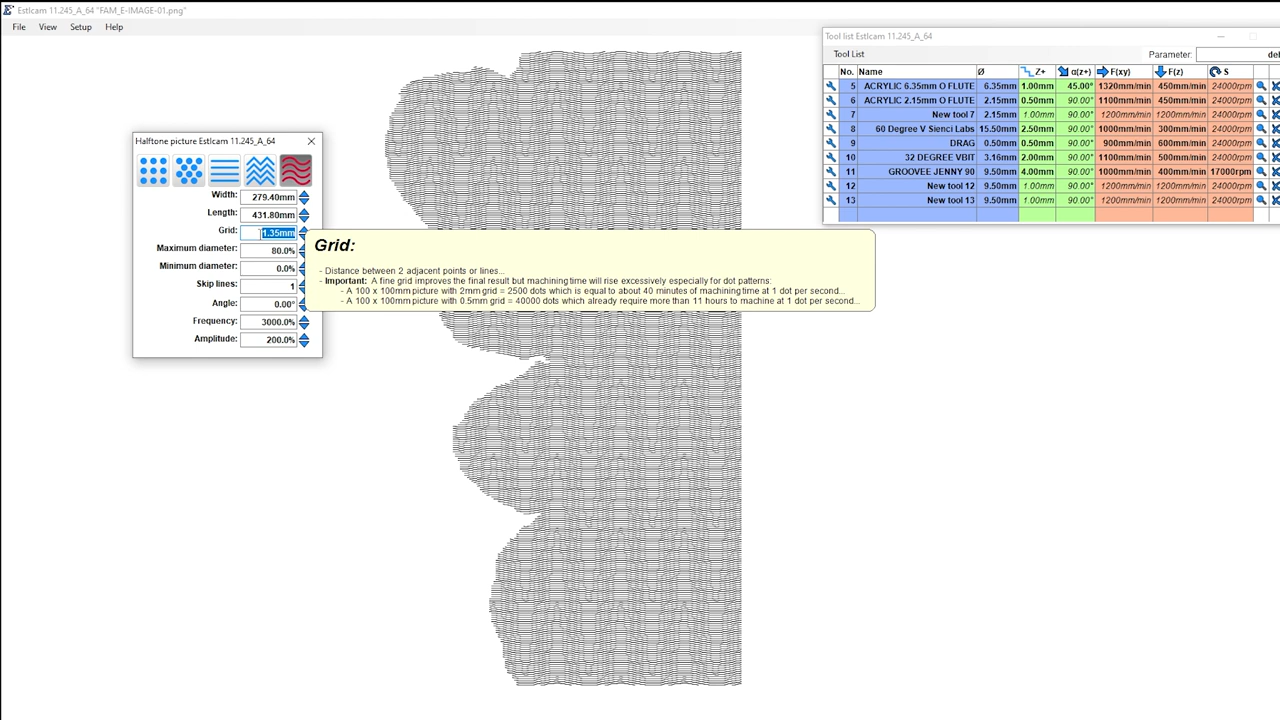 Estlcam 11.245_A_64 "FAM_E-IMAGE-01.png"
File View Setup Help
Halftone picture Estlcam 11.245_A_64
Width: 279.40mm
Length: 431.80mm
Grid: 1.35mm
Maximum diameter: 80.0%
Minimum diameter: 0.0%
Skip lines: 1
Angle: 0.00°
Frequency: 3000.0%
Amplitude: 200.0%
Grid:
- Distance between 2 adjacent points or lines...
- Important: A fine grid improves the final result but machining time will rise excessively especially for dot patterns:
- A 100 x 100mm picture with 2mm grid = 2500 dots which is equal to about 40 minutes of machining time at 1 dot per second...
- A 100 x 100mm picture with 0.5mm grid = 40000 dots which already require more than 11 hours to machine at 1 dot per second...
Tool list Estlcam 11.245_A_64
Tool List Parameter: del
No. Name Ø Z+ α(z+) F(xy) F(z) S
5 ACRYLIC 6.35mm O FLUTE 6.35mm 1.00mm 45.00° 1320mm/min 450mm/min 24000rpm
6 ACRYLIC 2.15mm O FLUTE 2.15mm 0.50mm 90.00° 1100mm/min 450mm/min 24000rpm
7 New tool 7 2.15mm 1.00mm 90.00° 1200mm/min 1200mm/min 24000rpm
8 60 Degree V Sienci Labs 15.50mm 2.50mm 90.00° 1000mm/min 300mm/min 24000rpm
9 DRAG 0.50mm 0.50mm 90.00° 900mm/min 600mm/min 24000rpm
10 32 DEGREE VBIT 3.16mm 2.00mm 90.00° 1100mm/min 500mm/min 24000rpm
11 GROOVEE JENNY 90 9.50mm 4.00mm 90.00° 1000mm/min 400mm/min 17000rpm
12 New tool 12 9.50mm 1.00mm 90.00° 1200mm/min 1200mm/min 24000rpm
13 New tool 13 9.50mm 1.00mm 90.00° 1200mm/min 1200mm/min 24000rpm